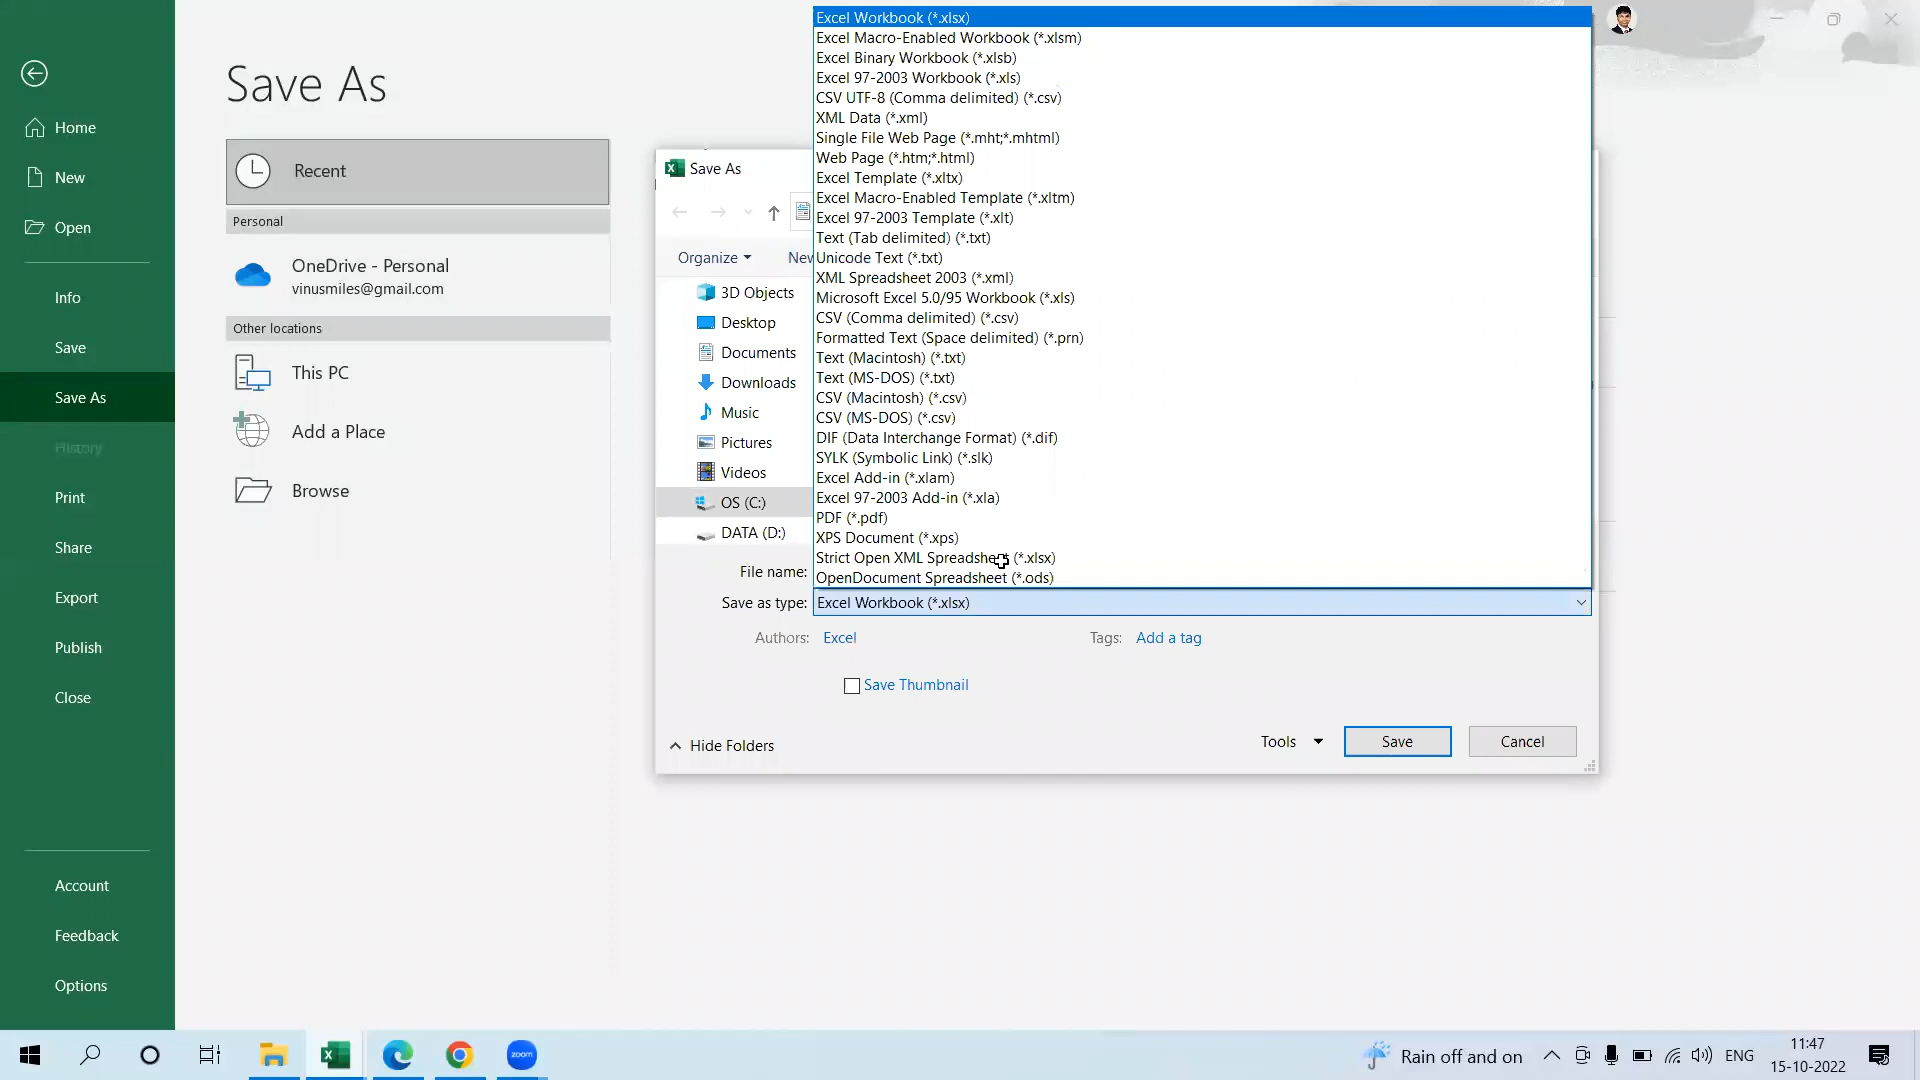 Save As
Home
New
Open
Info
Save
Save As
History
Print
Share
Export
Publish
Close
Account
Feedback
Options
Recent
Personal
OneDrive - Personal
vinusmiles@gmail.com
Other locations
This PC
Add a Place
Browse
Save As
Organize
New
3D Objects
Desktop
Documents
Downloads
Music
Pictures
Videos
OS (C:)
DATA (D:)
Excel Workbook (*.xlsx)
Excel Macro-Enabled Workbook (*.xlsm)
Excel Binary Workbook (*.xlsb)
Excel 97-2003 Workbook (*.xls)
CSV UTF-8 (Comma delimited) (*.csv)
XML Data (*.xml)
Single File Web Page (*.mht;*.mhtml)
Web Page (*.htm;*.html)
Excel Template (*.xltx)
Excel Macro-Enabled Template (*.xltm)
Excel 97-2003 Template (*.xlt)
Text (Tab delimited) (*.txt)
Unicode Text (*.txt)
XML Spreadsheet 2003 (*.xml)
Microsoft Excel 5.0/95 Workbook (*.xls)
CSV (Comma delimited) (*.csv)
Formatted Text (Space delimited) (*.prn)
Text (Macintosh) (*.txt)
Text (MS-DOS) (*.txt)
CSV (Macintosh) (*.csv)
CSV (MS-DOS) (*.csv)
DIF (Data Interchange Format) (*.dif)
SYLK (Symbolic Link) (*.slk)
Excel Add-in (*.xlam)
Excel 97-2003 Add-in (*.xla)
PDF (*.pdf)
XPS Document (*.xps)
Strict Open XML Spreadsheet (*.xlsx)
OpenDocument Spreadsheet (*.ods)
File name:
Save as type: Excel Workbook (*.xlsx)
Authors: Excel
Tags: Add a tag
Save Thumbnail
Hide Folders
Tools
Save
Cancel
zoom
Rain off and on
ENG
11:47
15-10-2022